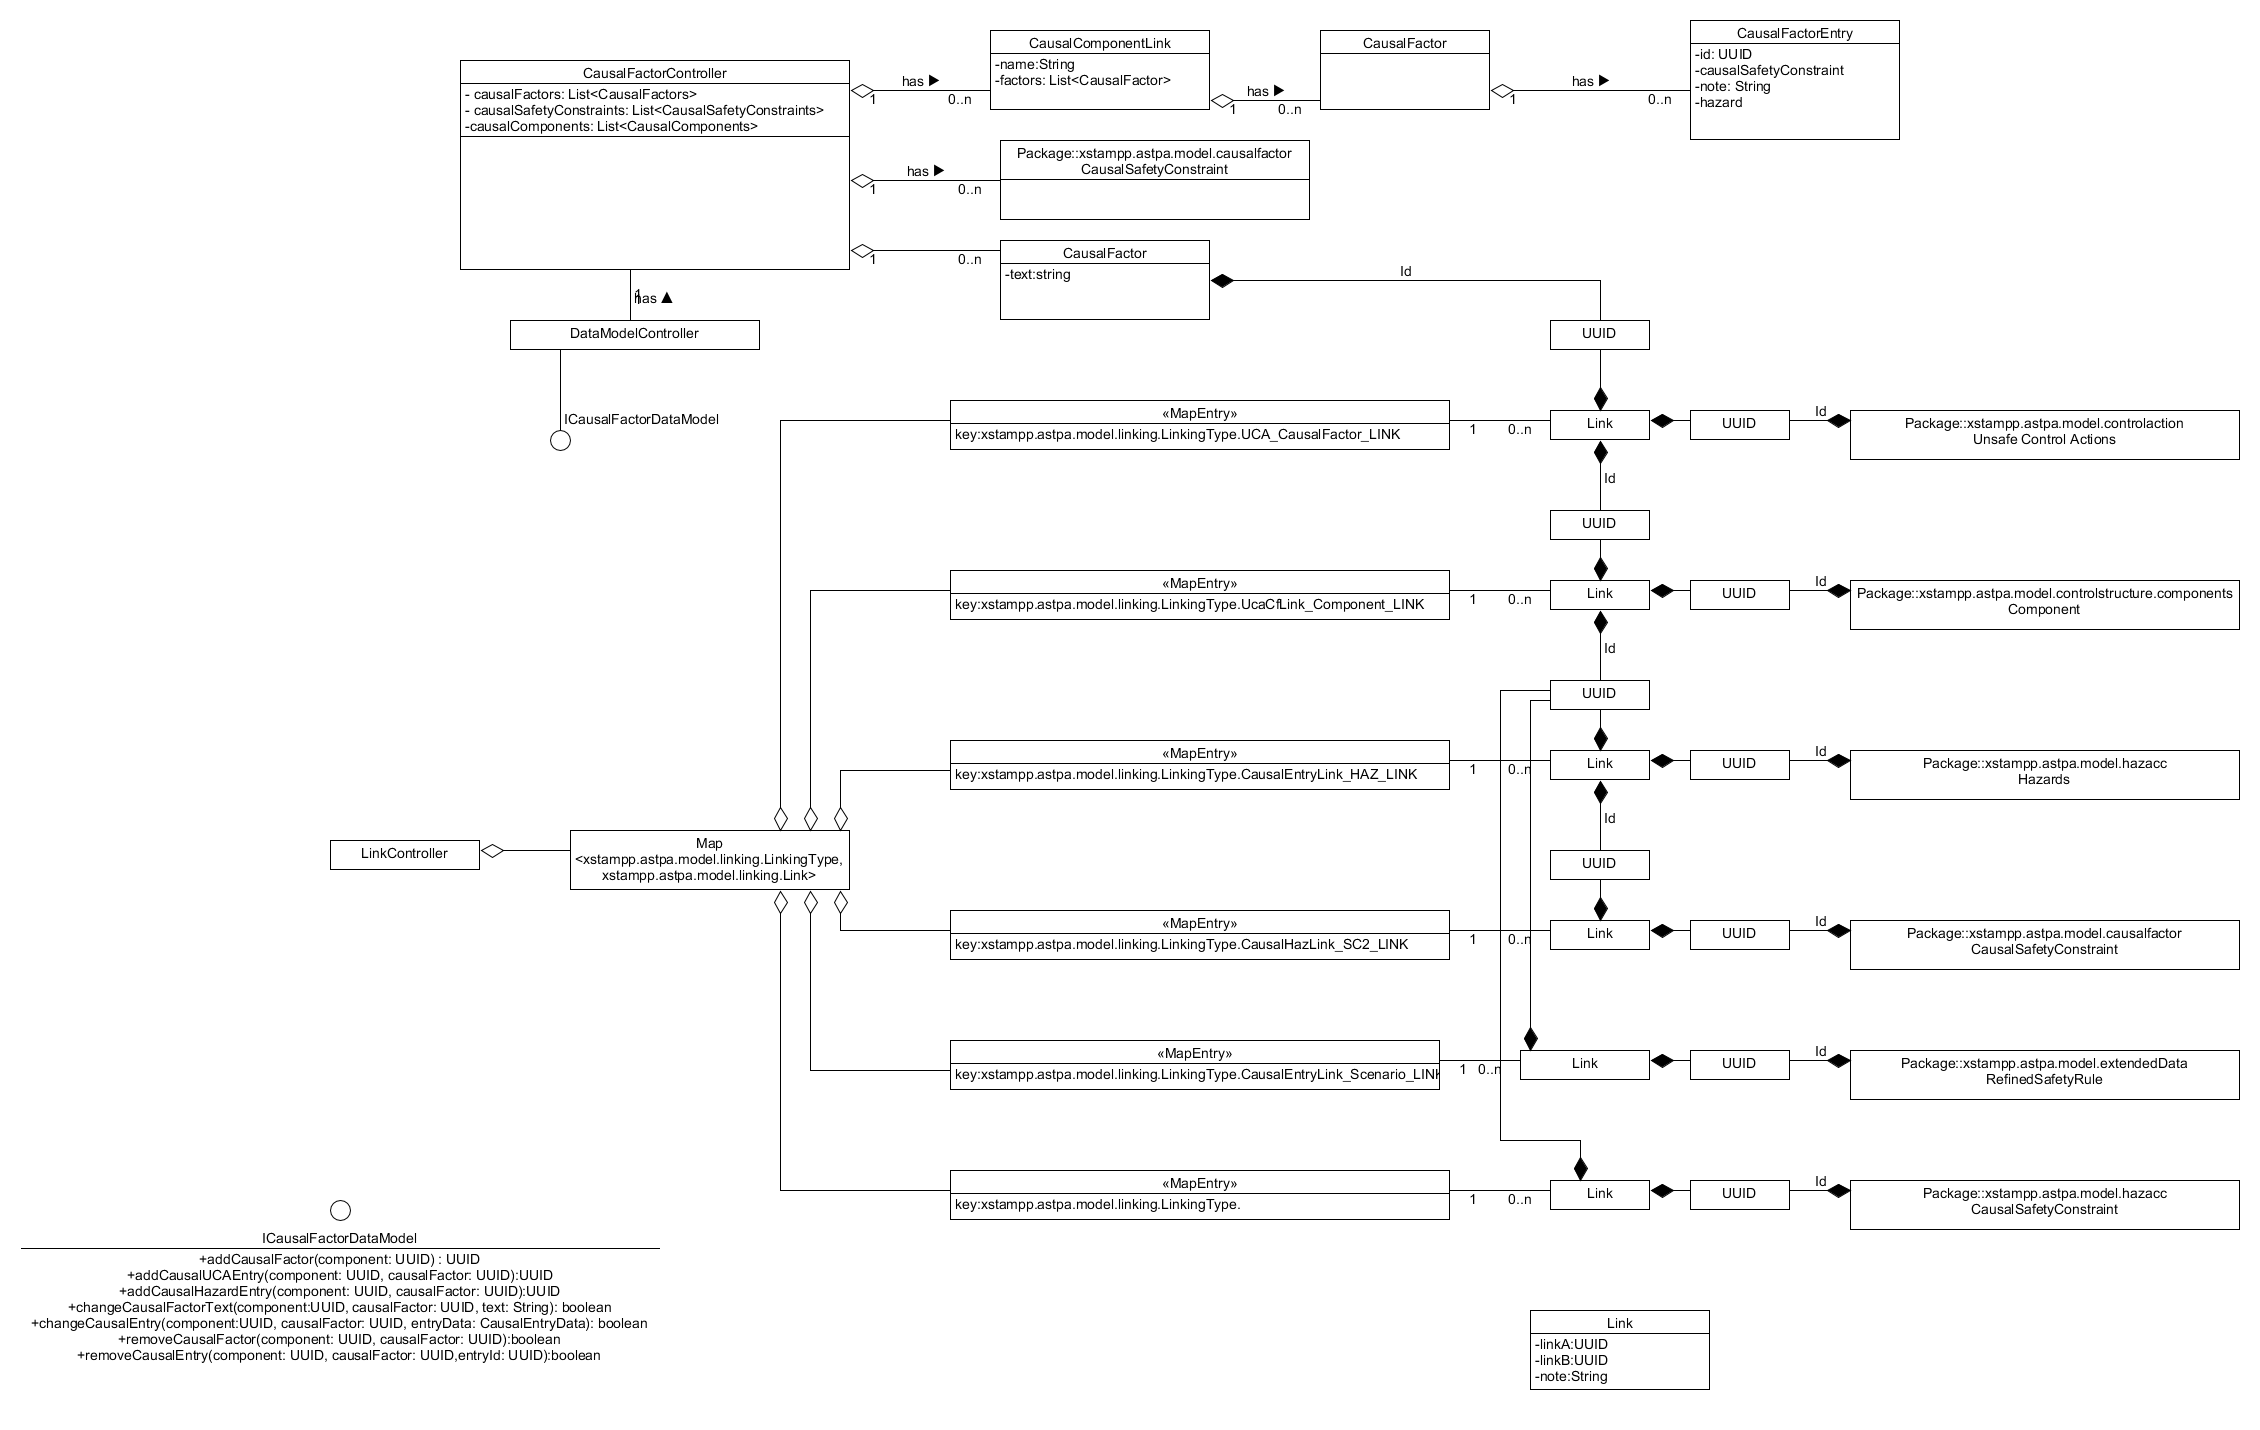 CausalFactorController
- causalFactors: List<CausalFactors>
- causalSafetyConstraints: List<CausalSafetyConstraints>
-causalComponents: List<CausalComponents>
has ▶
1
0..n
CausalComponentLink
-name:String
-factors: List<CausalFactor>
has ▶
1
0..n
CausalFactor
has ▶
1
0..n
CausalFactorEntry
-id: UUID
-causalSafetyConstraint
-note: String
-hazard
has ▶
1
0..n
Package::xstampp.astpa.model.causalfactor
CausalSafetyConstraint
1
0..n
CausalFactor
-text:string
Id
1
has ▲
DataModelController
ICausalFactorDataModel
UUID
«MapEntry»
key:xstampp.astpa.model.linking.LinkingType.UCA_CausalFactor_LINK
1
0..n
Link
UUID
Id
Package::xstampp.astpa.model.controlaction
Unsafe Control Actions
Id
UUID
«MapEntry»
key:xstampp.astpa.model.linking.LinkingType.UcaCfLink_Component_LINK
1
0..n
Link
UUID
Id
Package::xstampp.astpa.model.controlstructure.components
Component
Id
UUID
«MapEntry»
key:xstampp.astpa.model.linking.LinkingType.CausalEntryLink_HAZ_LINK
1
0..n
Link
UUID
Id
Package::xstampp.astpa.model.hazacc
Hazards
Id
UUID
LinkController
Map
<xstampp.astpa.model.linking.LinkingType,
xstampp.astpa.model.linking.Link>
«MapEntry»
key:xstampp.astpa.model.linking.LinkingType.CausalHazLink_SC2_LINK
1
0..n
Link
UUID
Id
Package::xstampp.astpa.model.causalfactor
CausalSafetyConstraint
«MapEntry»
key:xstampp.astpa.model.linking.LinkingType.CausalEntryLink_Scenario_LINK
1
0..n
Link
UUID
Id
Package::xstampp.astpa.model.extendedData
RefinedSafetyRule
«MapEntry»
key:xstampp.astpa.model.linking.LinkingType.
1
0..n
Link
UUID
Id
Package::xstampp.astpa.model.hazacc
CausalSafetyConstraint
ICausalFactorDataModel
+addCausalFactor(component: UUID) : UUID
+addCausalUCAEntry(component: UUID, causalFactor: UUID):UUID
+addCausalHazardEntry(component: UUID, causalFactor: UUID):UUID
+changeCausalFactorText(component:UUID, causalFactor: UUID, text: String): boolean
+changeCausalEntry(component:UUID, causalFactor: UUID, entryData: CausalEntryData): boolean
+removeCausalFactor(component: UUID, causalFactor: UUID):boolean
+removeCausalEntry(component: UUID, causalFactor: UUID,entryId: UUID):boolean
Link
-linkA:UUID
-linkB:UUID
-note:String